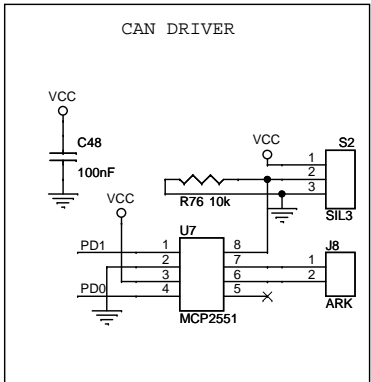 CAN DRIVER
VCC
C48
100nF
VCC
S2
1
2
3
SIL3
R76 10k
VCC
U7
PD1 1 8
2 7
3 6
PD0 4 5
MCP2551
J8
1
2
ARK